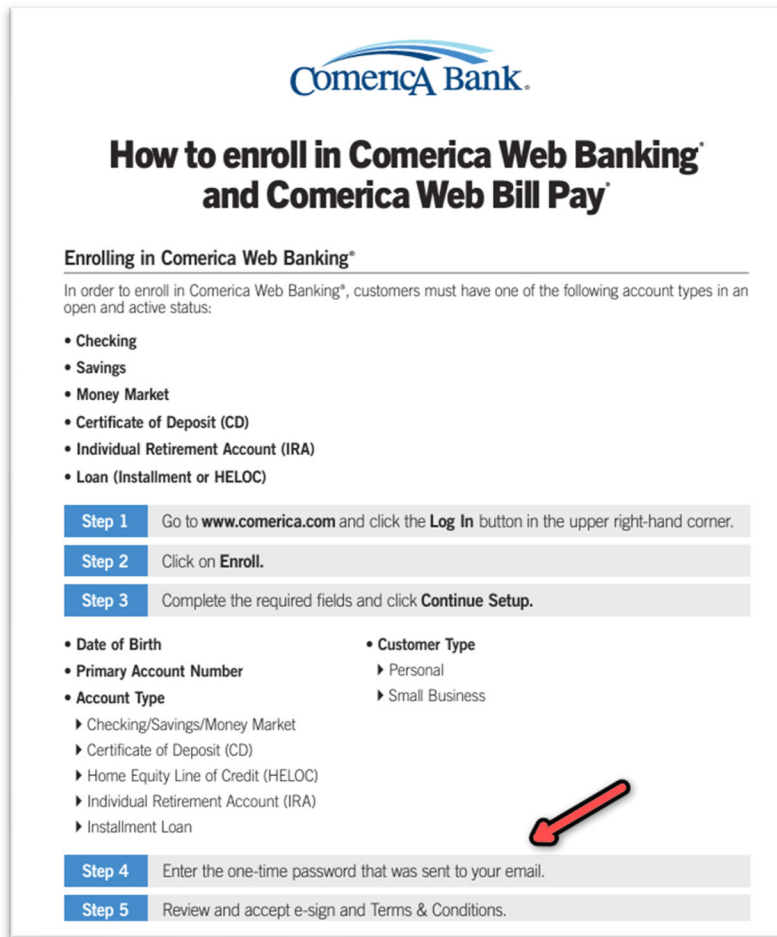 ComericA Bank®
How to enroll in Comerica Web Banking®
and Comerica Web Bill Pay®
Enrolling in Comerica Web Banking®
In order to enroll in Comerica Web Banking®, customers must have one of the following account types in an
open and active status:
• Checking
• Savings
• Money Market
• Certificate of Deposit (CD)
• Individual Retirement Account (IRA)
• Loan (Installment or HELOC)
Step 1 Go to www.comerica.com and click the Log In button in the upper right-hand corner.
Step 2 Click on Enroll.
Step 3 Complete the required fields and click Continue Setup.
• Date of Birth
• Primary Account Number
• Account Type
▸ Checking/Savings/Money Market
▸ Certificate of Deposit (CD)
▸ Home Equity Line of Credit (HELOC)
▸ Individual Retirement Account (IRA)
▸ Installment Loan
• Customer Type
▸ Personal
▸ Small Business
Step 4 Enter the one-time password that was sent to your email.
Step 5 Review and accept e-sign and Terms & Conditions.